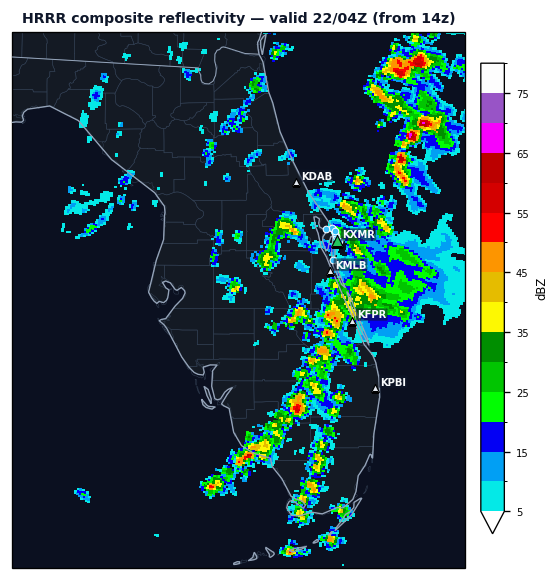 HRRR composite reflectivity — valid 22/04Z (from 14z)
KDAB
KXMR
KMLB
KFPR
KPBI
75
65
55
45
35
25
15
5
dBZ